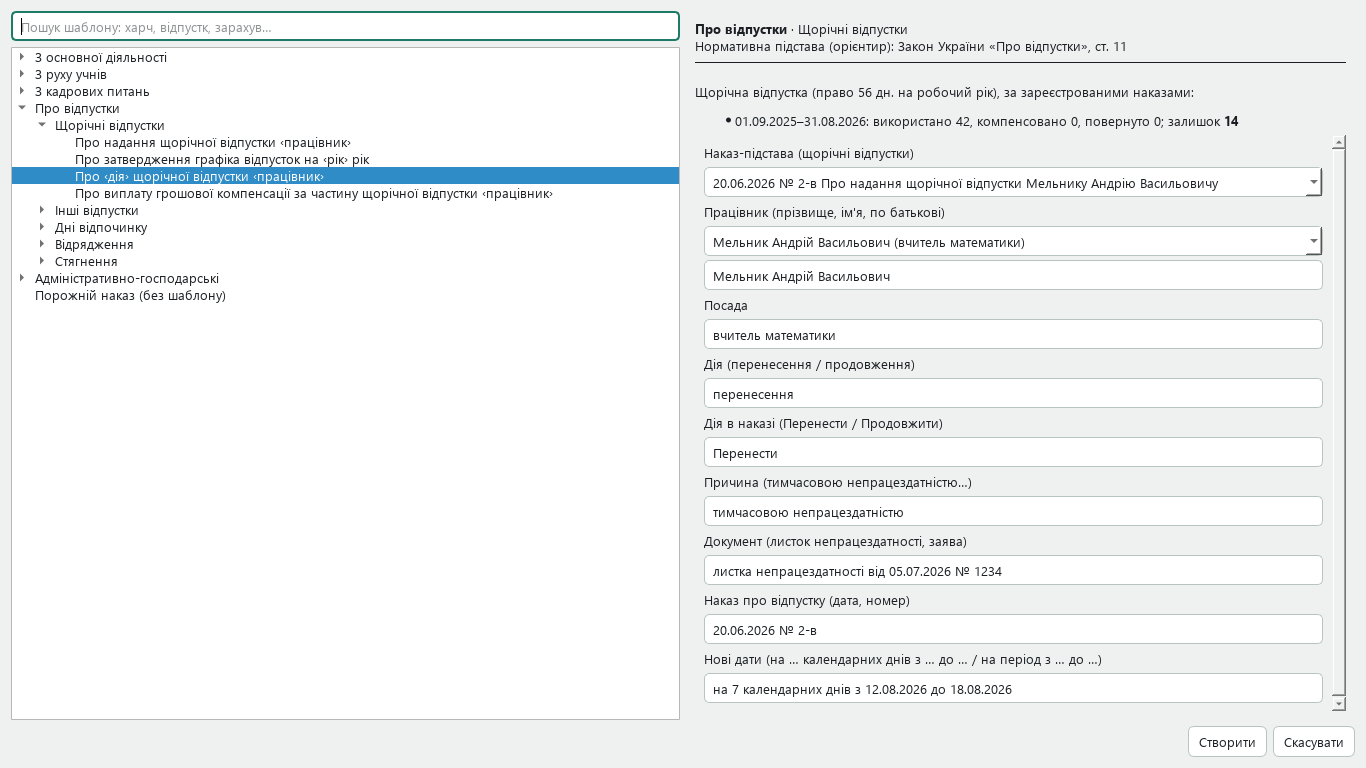 Пошук шаблону: харч, відпустк, зарахув...
З основної діяльності
З руху учнів
З кадрових питань
Про відпустки
Щорічні відпустки
Про надання щорічної відпустки ‹працівник›
Про затвердження графіка відпусток на ‹рік› рік
Про ‹дія› щорічної відпустки ‹працівник›
Про виплату грошової компенсації за частину щорічної відпустки ‹працівник›
Інші відпустки
Дні відпочинку
Відрядження
Стягнення
Адміністративно-господарські
Порожній наказ (без шаблону)
Про відпустки · Щорічні відпустки
Нормативна підстава (орієнтир): Закон України «Про відпустки», ст. 11
Щорічна відпустка (право 56 дн. на робочий рік), за зареєстрованими наказами:
• 01.09.2025–31.08.2026: використано 42, компенсовано 0, повернуто 0; залишок 14
Наказ-підстава (щорічні відпустки)
20.06.2026 № 2-в Про надання щорічної відпустки Мельнику Андрію Васильовичу
Працівник (прізвище, ім'я, по батькові)
Мельник Андрій Васильович (вчитель математики)
Мельник Андрій Васильович
Посада
вчитель математики
Дія (перенесення / продовження)
перенесення
Дія в наказі (Перенести / Продовжити)
Перенести
Причина (тимчасовою непрацездатністю...)
тимчасовою непрацездатністю
Документ (листок непрацездатності, заява)
листка непрацездатності від 05.07.2026 № 1234
Наказ про відпустку (дата, номер)
20.06.2026 № 2-в
Нові дати (на ... календарних днів з ... до ... / на період з ... до ...)
на 7 календарних днів з 12.08.2026 до 18.08.2026
Створити
Скасувати